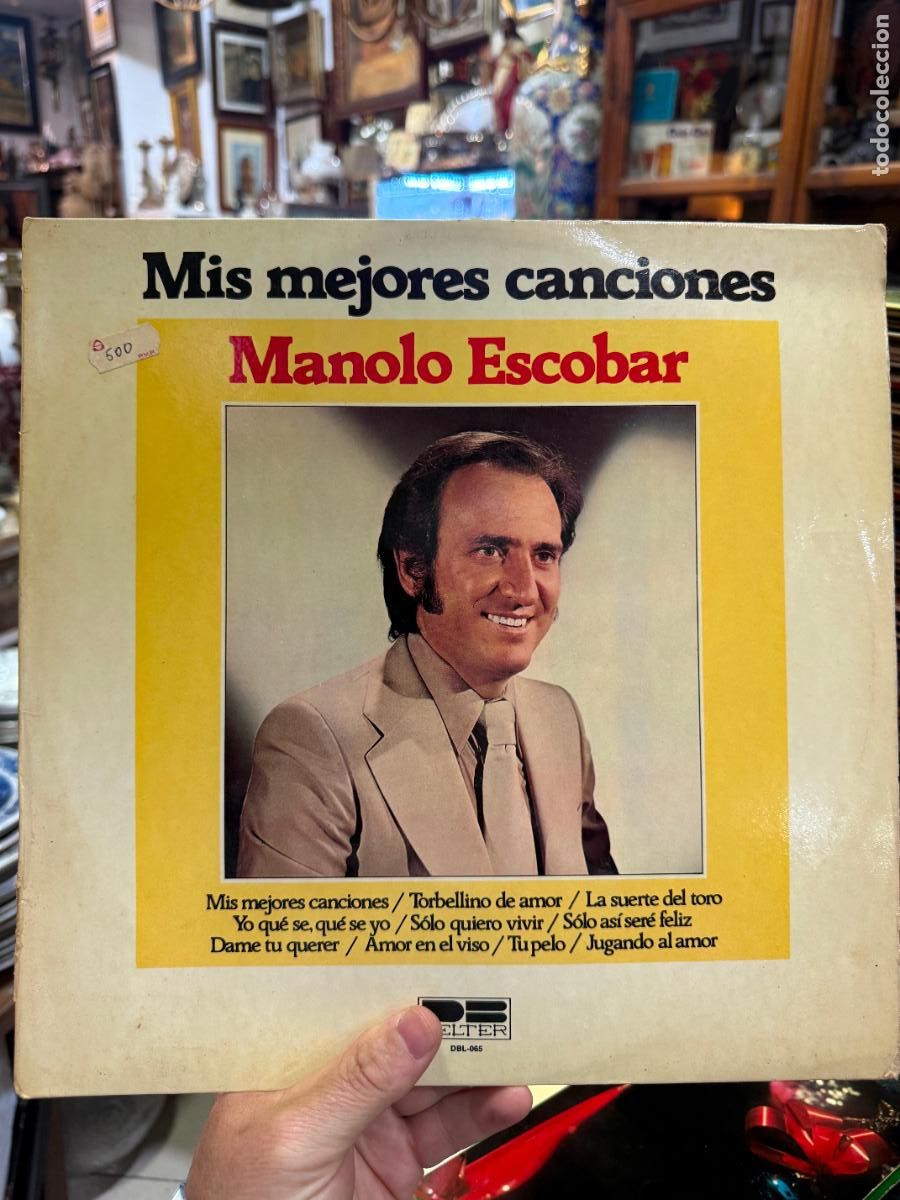 todocoleccion
Mis mejores canciones
500
Manolo Escobar
Mis mejores canciones / Torbellino de amor / La suerte del toro
Yo qué se, qué se yo / Sólo quiero vivir / Sólo así seré feliz
Dame tu querer / Amor en el viso / Tu pelo / Jugando al amor
ELTER
DBL-065